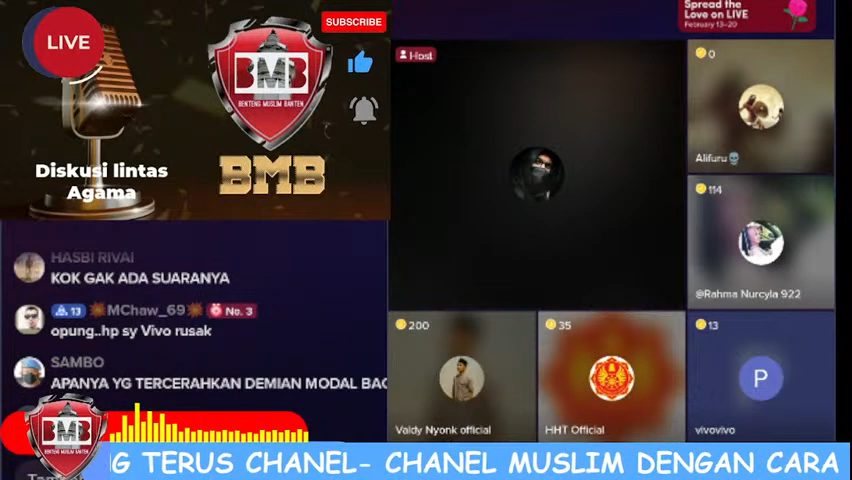 LIVE
SUBSCRIBE
BMB
BENTENG MUSLIM BANTEN
BMB
Diskusi lintas
Agama
HASBI RIVAI
KOK GAK ADA SUARANYA
13 MChaw_69 No. 3
opung..hp sy Vivo rusak
SAMBO
APANYA YG TERCERAHKAN DEMIAN MODAL BAC
BMB
G TERUS CHANEL- CHANEL MUSLIM DENGAN CARA
Spread the
Love on LIVE
February 13-20
Host
0
Alifuru
114
@Rahma Nurcyla 922
200
Valdy Nyonk official
35
HHT Official
13
P
vivovivo